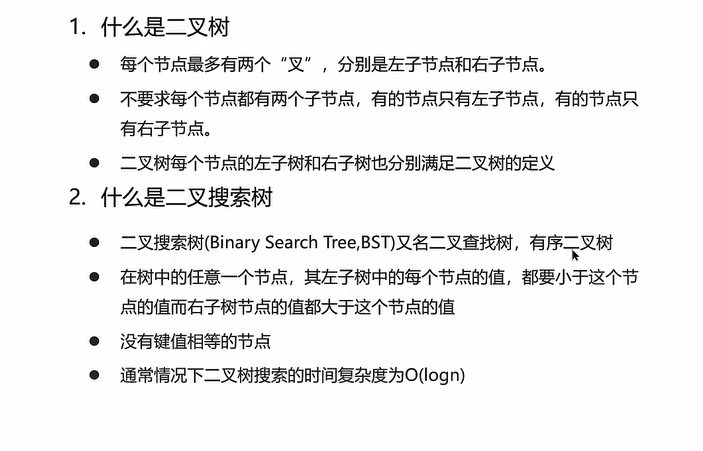 1. 什么是二叉树
● 每个节点最多有两个“叉”，分别是左子节点和右子节点。
● 不要求每个节点都有两个子节点，有的节点只有左子节点，有的节点只
有右子节点。
● 二叉树每个节点的左子树和右子树也分别满足二叉树的定义
2. 什么是二叉搜索树
● 二叉搜索树(Binary Search Tree,BST)又名二叉查找树，有序二叉树
● 在树中的任意一个节点，其左子树中的每个节点的值，都要小于这个节
点的值而右子树节点的值都大于这个节点的值
● 没有键值相等的节点
● 通常情况下二叉树搜索的时间复杂度为O(logn)